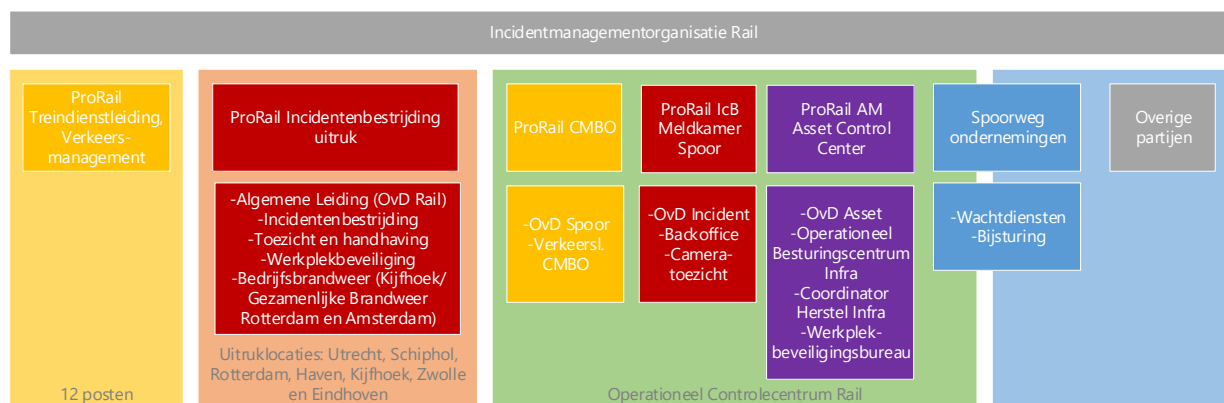 Incidentmanagementorganisatie Rail
ProRail
Treindienstleiding,
Verkeers-
management
12 posten
ProRail Incidentenbestrijding
uitruk
-Algemene Leiding (OvD Rail)
-Incidentenbestrijding
-Toezicht en handhaving
-Werkplekbeveiliging
-Bedrijfsbrandweer (Kijfhoek/
Gezamenlijke Brandweer
Rotterdam en Amsterdam)
Uitruklocaties: Utrecht, Schiphol,
Rotterdam, Haven, Kijfhoek, Zwolle
en Eindhoven
ProRail CMBO
-OvD Spoor
-Verkeersl.
CMBO
ProRail IcB
Meldkamer
Spoor
-OvD Incident
-Backoffice
-Camera-
toezicht
ProRail AM
Asset Control
Center
-OvD Asset
-Operationeel
Besturingscentrum
Infra
-Coordinator
Herstel Infra
-Werkplek-
beveiligingsbureau
Operationeel Controlecentrum Rail
Spoorweg
ondernemingen
-Wachtdiensten
-Bijsturing
Overige
partijen